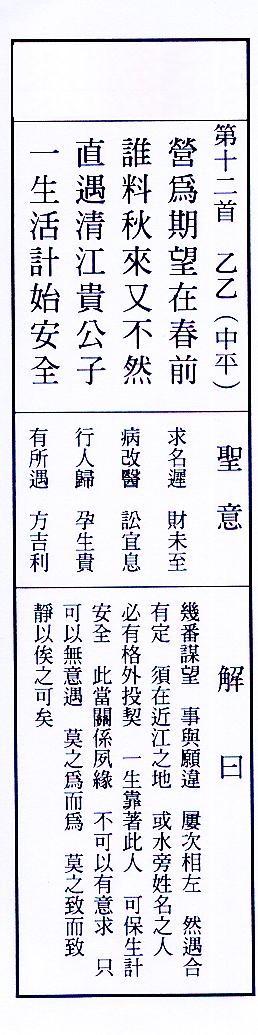 第十二首 乙乙（中平）
營為期望在春前
誰料秋來又不然
直遇清江貴公子
一生活計始安全
聖意
求名遲 財未至
病改醫 訟宜息
行人歸 孕生貴
有所遇 方吉利
解曰
幾番謀望 事與願違 屢次相左 然遇合
有定 須在近江之地 或水旁姓名之人
必有格外投契 一生靠著此人 可保生計
安全 此當關係夙緣 不可以有意求 只
可以無意遇 莫之為而為 莫之致而致
靜以俟之可矣